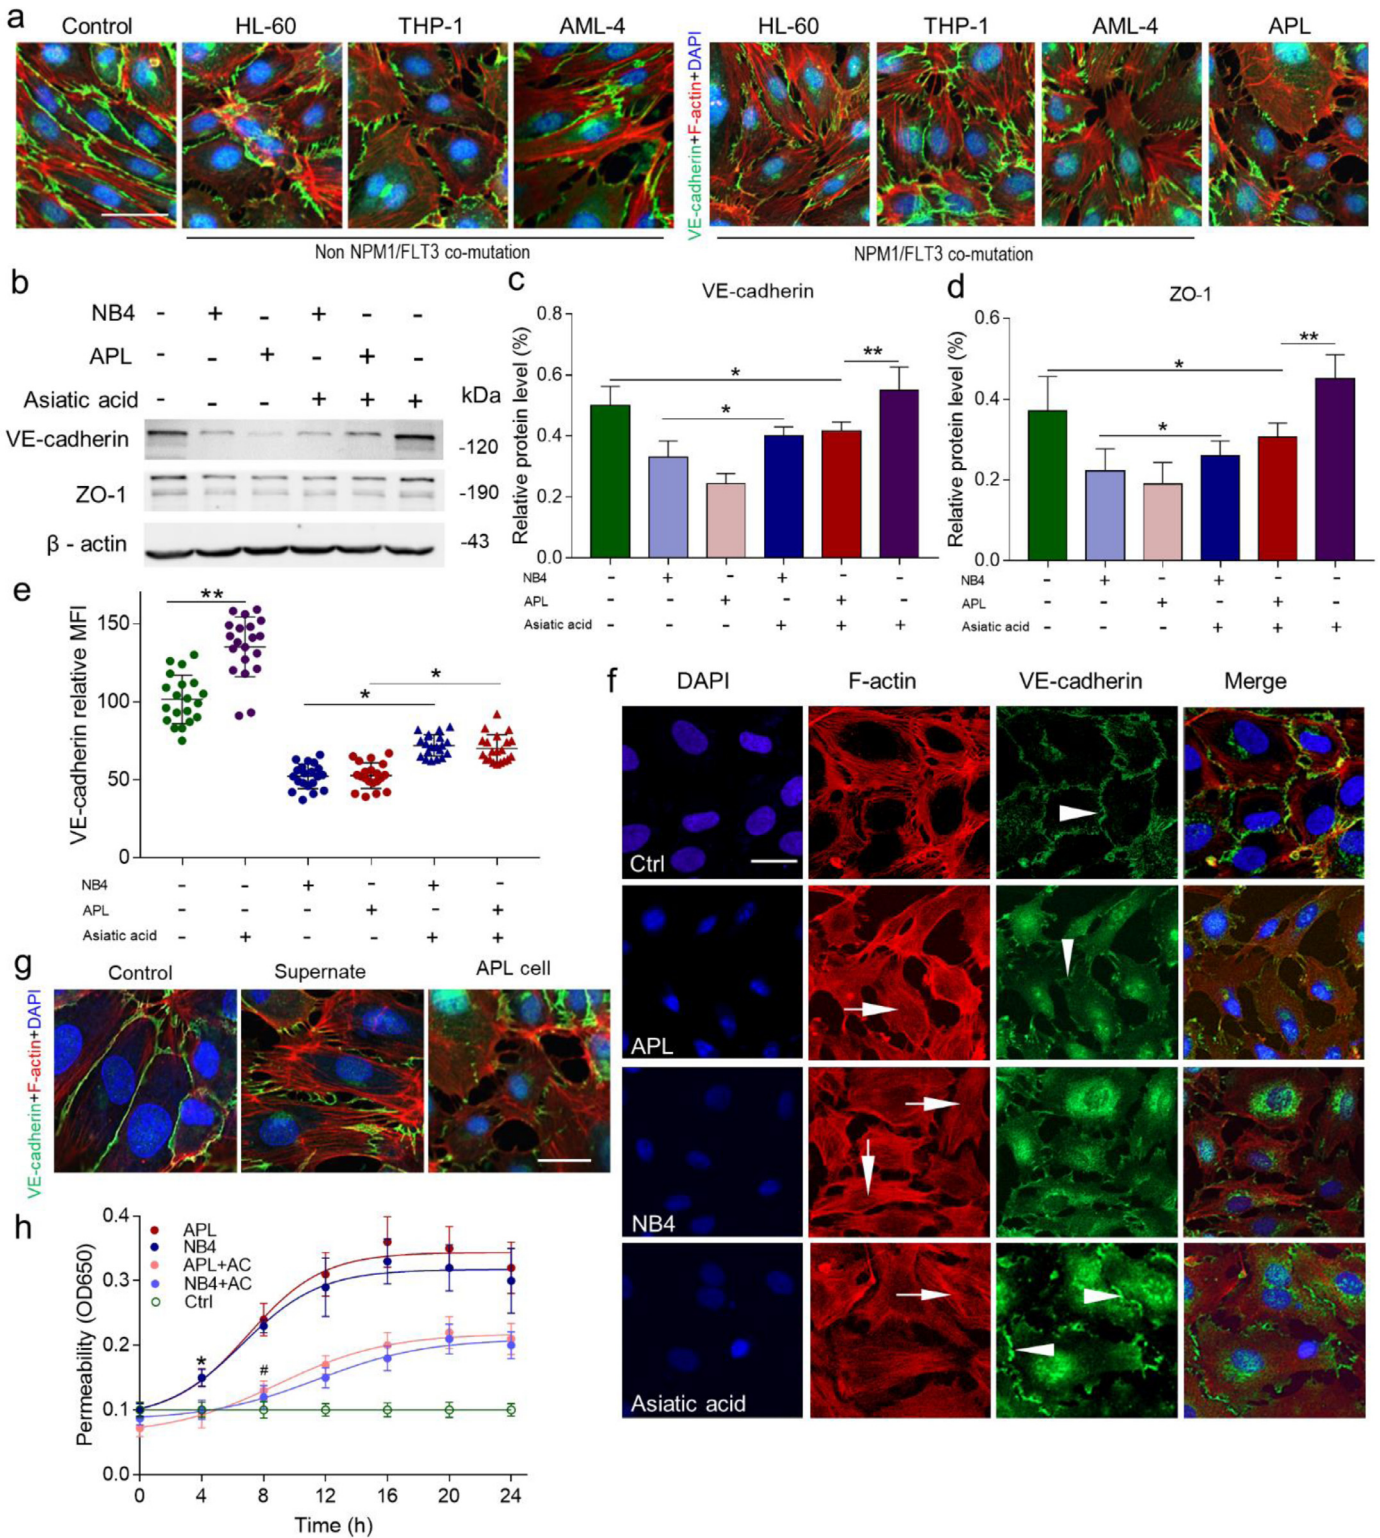 a
Control HL-60 THP-1 AML-4 HL-60 THP-1 AML-4 APL
VE-cadherin+F-actin+DAPI
Non NPM1/FLT3 co-mutation
NPM1/FLT3 co-mutation
b
NB4 - + - + - -
APL - - + - + -
Asiatic acid - - - + + +
kDa
VE-cadherin
-120
ZO-1
-190
β - actin
-43
c
VE-cadherin
Relative protein level (%)
0.8
0.6
0.4
0.2
0.0
*
*
**
NB4 - + - + - -
APL - - + - + -
Asiatic acid - - - + + +
d
ZO-1
Relative protein level (%)
0.6
0.4
0.2
0.0
*
*
**
NB4 - + - + - -
APL - - + - + -
Asiatic acid - - - + + +
e
VE-cadherin relative MFI
150
100
50
0
**
*
*
NB4 - - + - + -
APL - - - + - +
Asiatic acid - + - - + +
f
DAPI F-actin VE-cadherin Merge
Ctrl
APL
NB4
Asiatic acid
g
Control Supernate APL cell
VE-cadherin+F-actin+DAPI
h
Permeability (OD650)
0.4
0.3
0.2
0.1
0.0
APL
NB4
APL+AC
NB4+AC
Ctrl
*
#
0 4 8 12 16 20 24
Time (h)